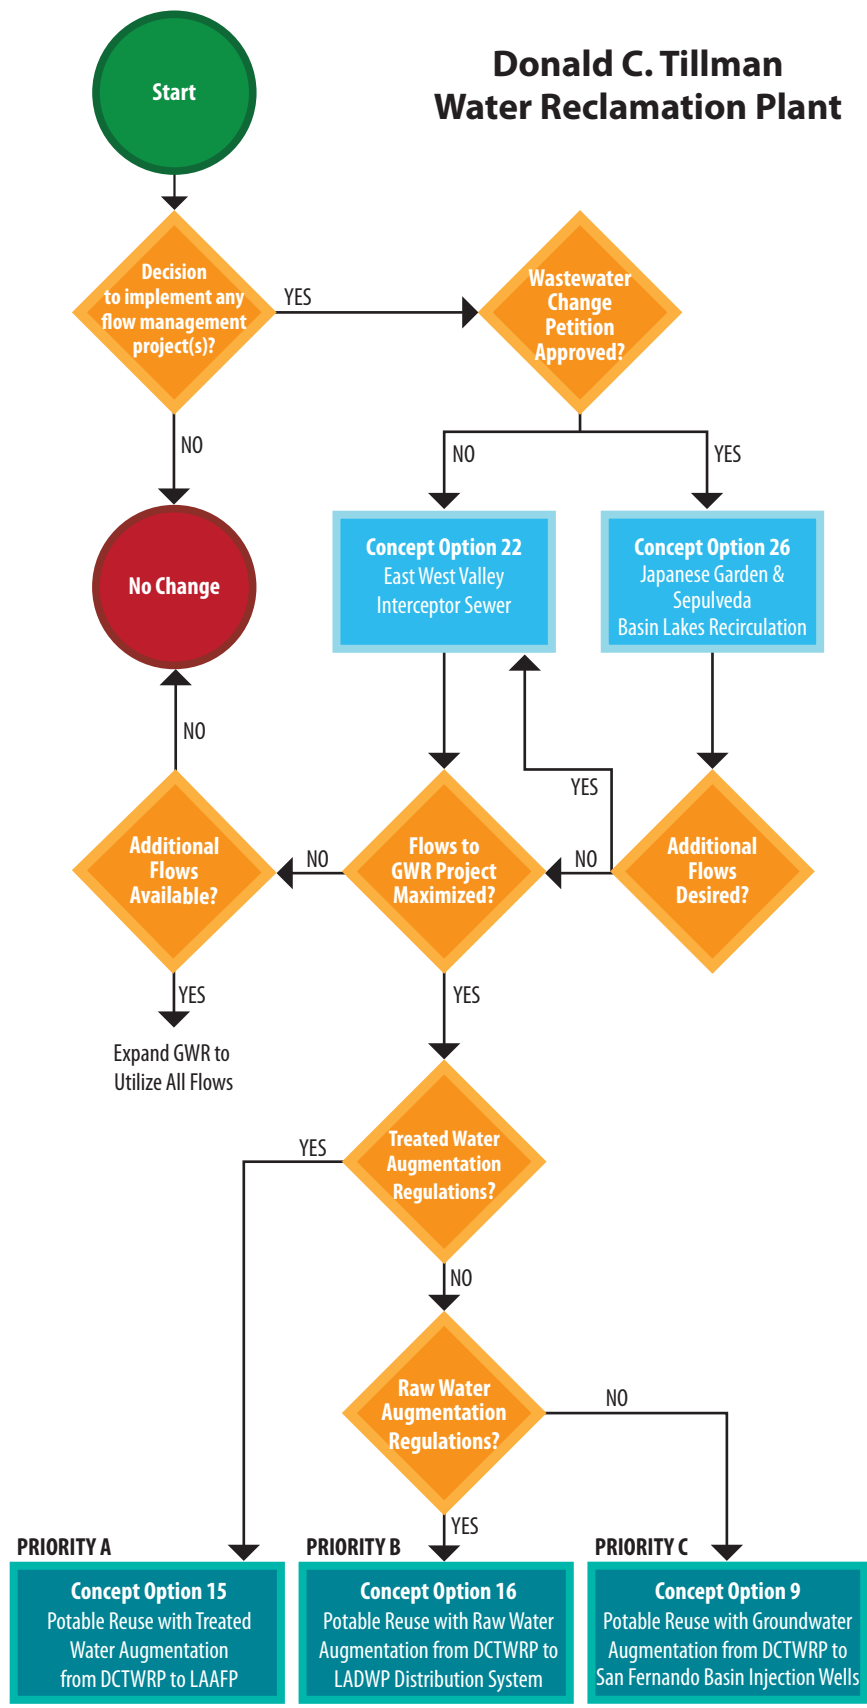 Donald C. Tillman
Water Reclamation Plant
Start
Decision
to implement any
flow management
project(s)?
YES
Wastewater
Change
Petition
Approved?
NO
NO
YES
No Change
Concept Option 22
East West Valley
Interceptor Sewer
Concept Option 26
Japanese Garden &
Sepulveda
Basin Lakes Recirculation
NO
YES
Additional
Flows
Available?
NO
Flows to
GWR Project
Maximized?
NO
Additional
Flows
Desired?
YES
YES
Expand GWR to
Utilize All Flows
Treated Water
Augmentation
Regulations?
YES
NO
Raw Water
Augmentation
Regulations?
NO
YES
PRIORITY A
Concept Option 15
Potable Reuse with Treated
Water Augmentation
from DCTWRP to LAAFP
PRIORITY B
Concept Option 16
Potable Reuse with Raw Water
Augmentation from DCTWRP to
LADWP Distribution System
PRIORITY C
Concept Option 9
Potable Reuse with Groundwater
Augmentation from DCTWRP to
San Fernando Basin Injection Wells